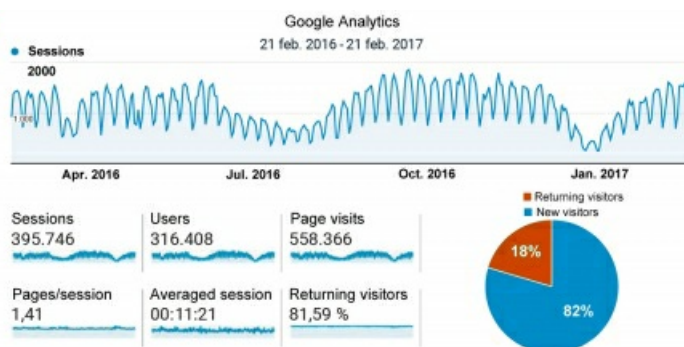 Google Analytics
21 feb. 2016 - 21 feb. 2017
Sessions
2000
1.000
Apr. 2016
Jul. 2016
Oct. 2016
Jan. 2017
Sessions
395.746
Users
316.408
Page visits
558.366
Pages/session
1,41
Averaged session
00:11:21
Returning visitors
81,59 %
Returning visitors
New visitors
18%
82%